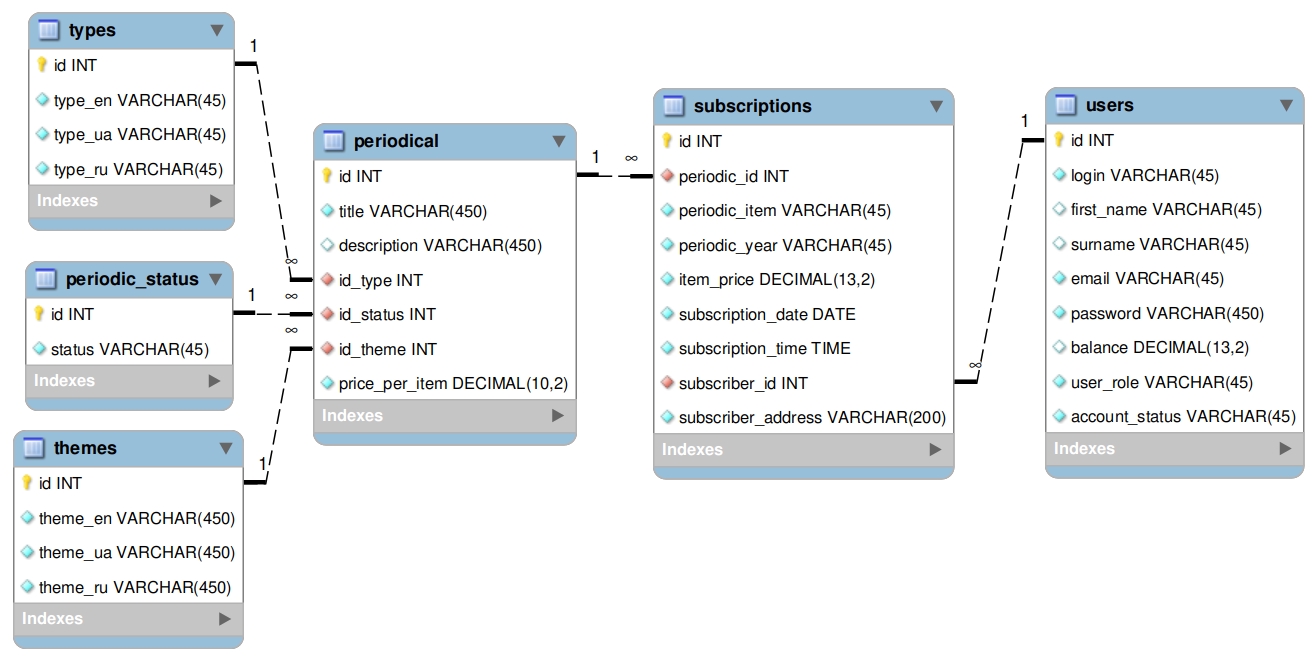 types
id INT
type_en VARCHAR(45)
type_ua VARCHAR(45)
type_ru VARCHAR(45)
Indexes
periodic_status
id INT
status VARCHAR(45)
Indexes
themes
id INT
theme_en VARCHAR(450)
theme_ua VARCHAR(450)
theme_ru VARCHAR(450)
Indexes
1
∞
1
∞
1
∞
periodical
id INT
title VARCHAR(450)
description VARCHAR(450)
id_type INT
id_status INT
id_theme INT
price_per_item DECIMAL(10,2)
Indexes
1
∞
subscriptions
id INT
periodic_id INT
periodic_item VARCHAR(45)
periodic_year VARCHAR(45)
item_price DECIMAL(13,2)
subscription_date DATE
subscription_time TIME
subscriber_id INT
subscriber_address VARCHAR(200)
Indexes
1
∞
users
id INT
login VARCHAR(45)
first_name VARCHAR(45)
surname VARCHAR(45)
email VARCHAR(45)
password VARCHAR(450)
balance DECIMAL(13,2)
user_role VARCHAR(45)
account_status VARCHAR(45)
Indexes